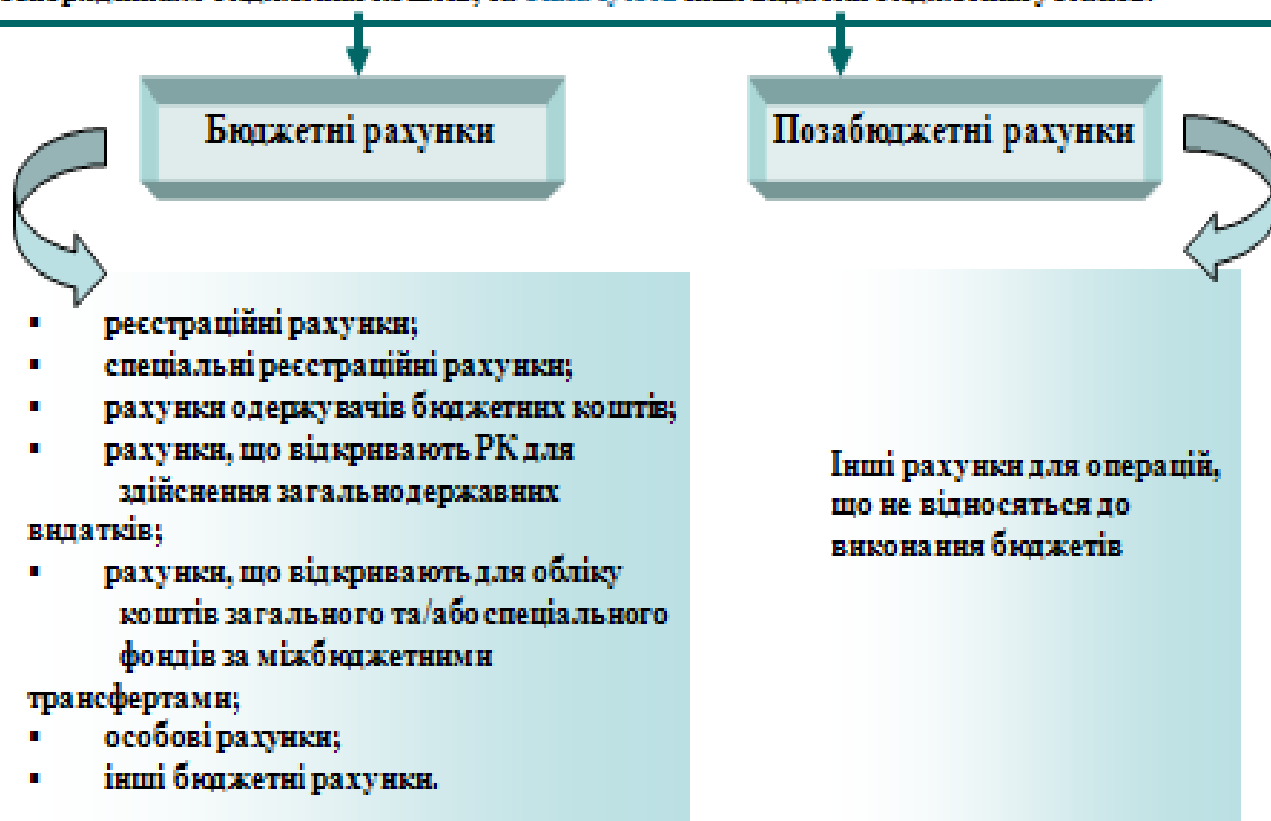 Бюджетні рахунки
Позабюджетні рахунки
▪ реєстраційні рахунки;
▪ спеціальні реєстраційні рахунки;
▪ рахунки одержувачів бюджетних коштів;
▪ рахунки, що відкривають РК для
здійснення загальнодержавних
видатків;
▪ рахунки, що відкривають для обліку
коштів загального та/або спеціального
фондів за міжбюджетними
трансфертами;
▪ особові рахунки;
▪ інші бюджетні рахунки.
Інші рахунки для операцій,
що не відносяться до
виконання бюджетів